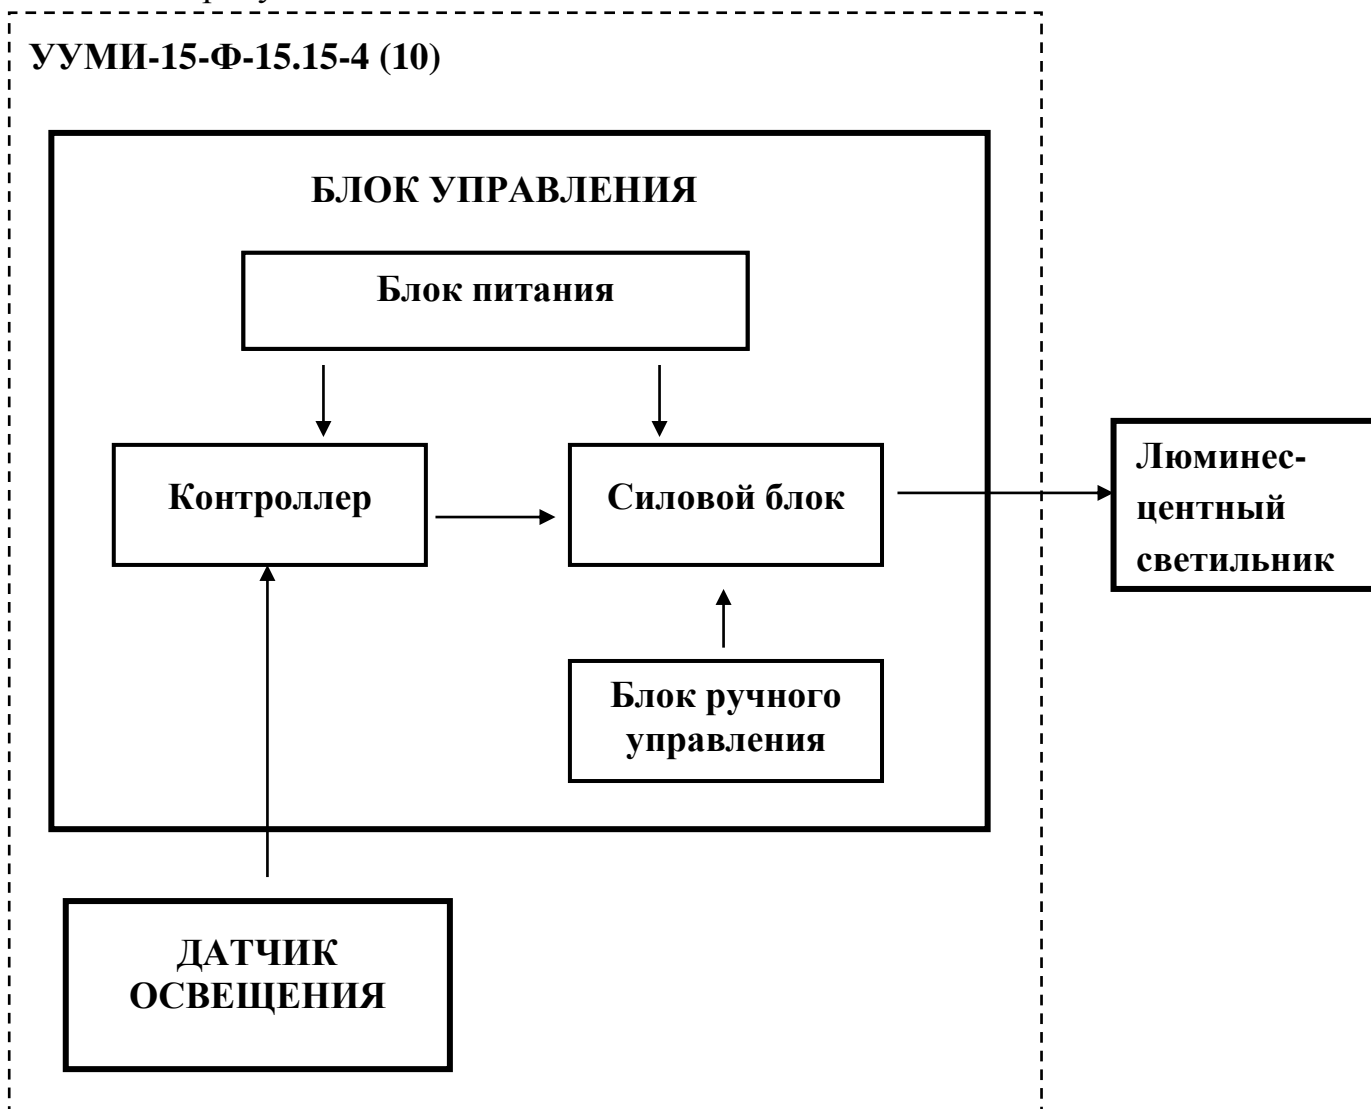 УУМИ-15-Ф-15.15-4 (10)
БЛОК УПРАВЛЕНИЯ
Блок питания
Контроллер
Силовой блок
Люминес-
центный
светильник
Блок ручного
управления
ДАТЧИК
ОСВЕЩЕНИЯ